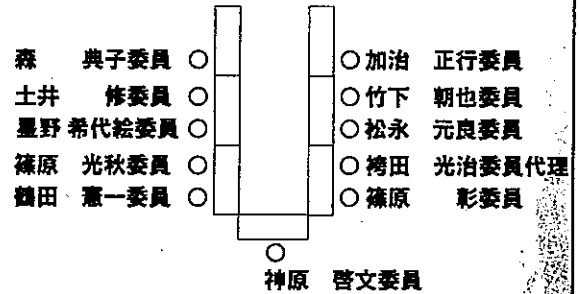 森 典子委員 ○ ○ 加治 正行委員
土井 修委員 ○ ○ 竹下 朝也委員
星野 希代絵委員 ○ ○ 松永 元良委員
篠原 光秋委員 ○ ○ 袴田 光治委員代理
鶴田 憲一委員 ○ ○ 篠原 彰委員
○
神原 啓文委員